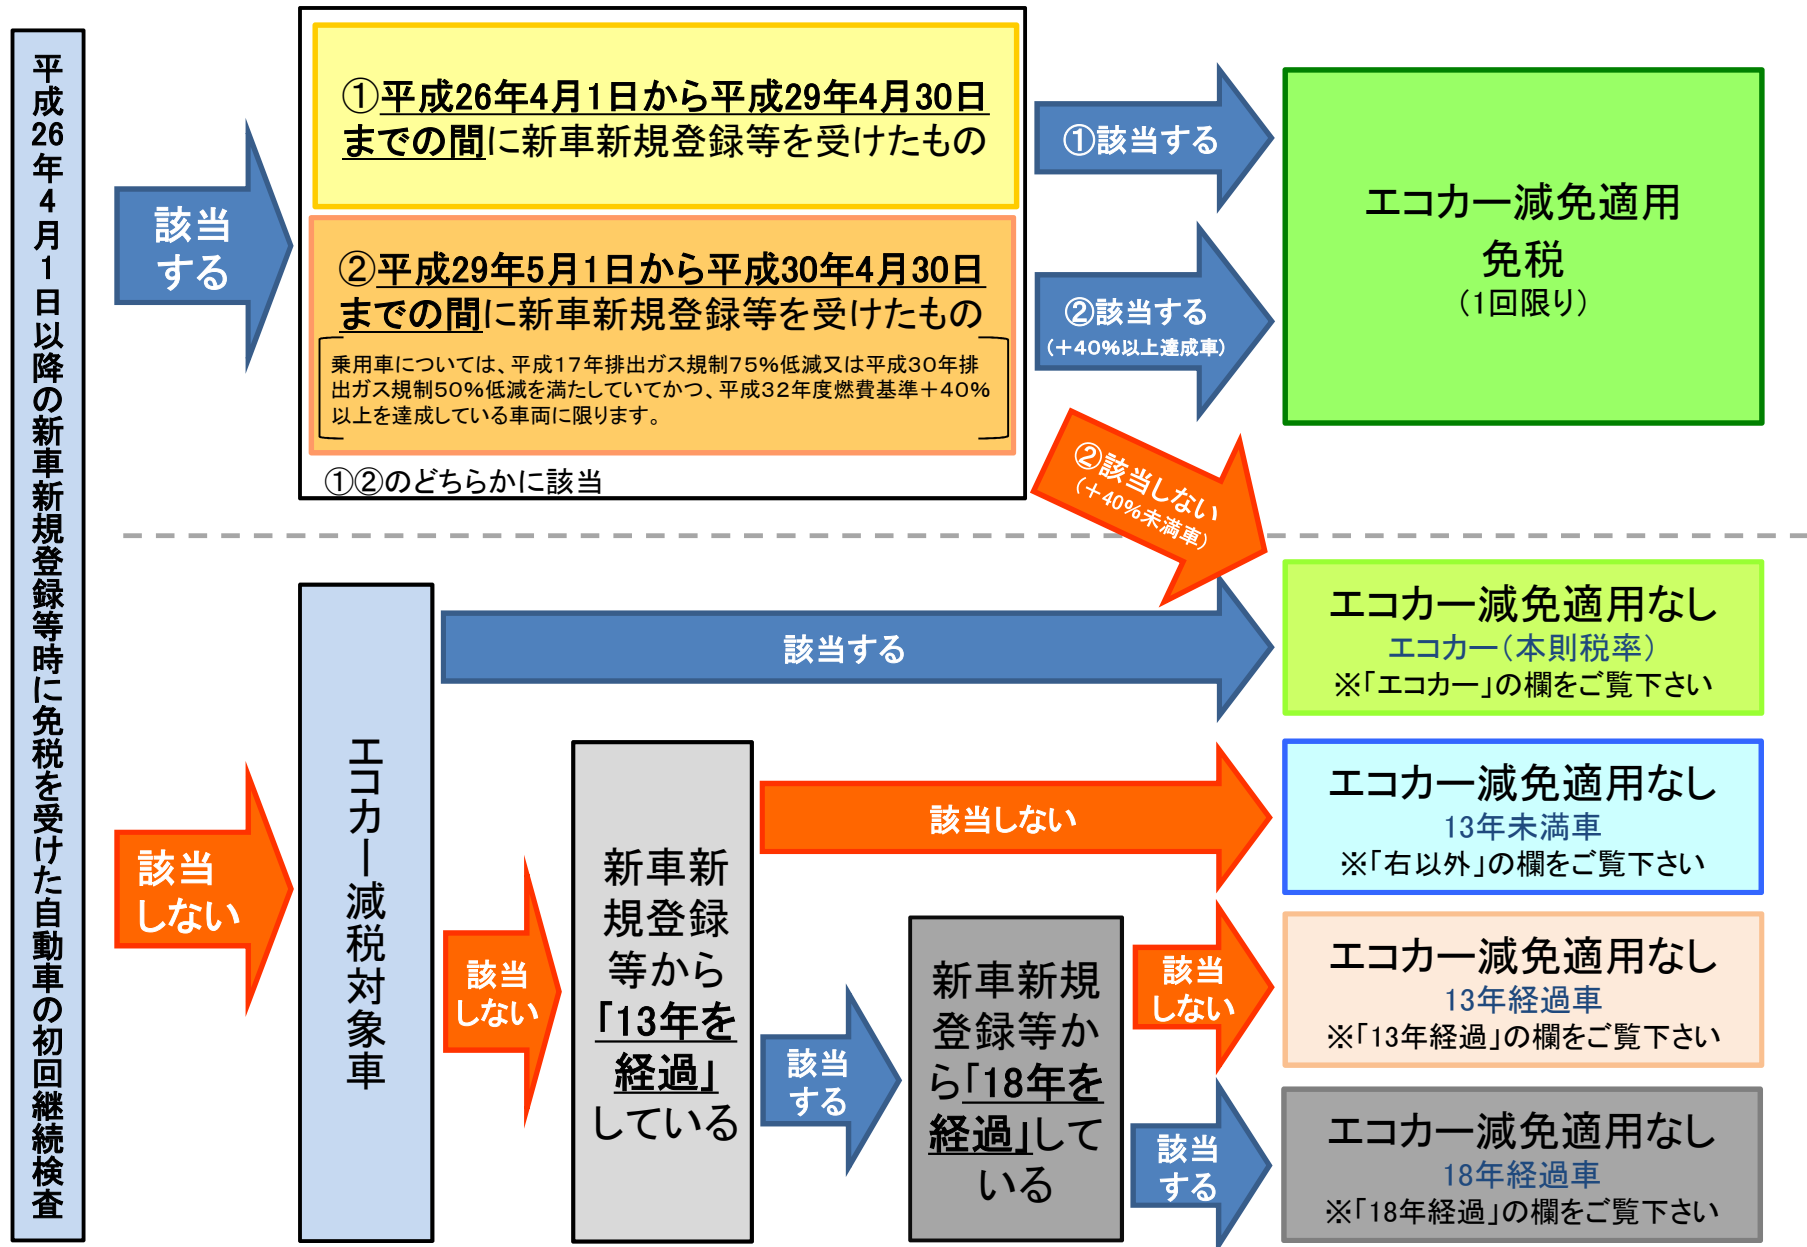 平成26年4月1日以降の新車新規登録等時に免税を受けた自動車の初回継続検査
該当
する
①平成26年4月1日から平成29年4月30日
までの間に新車新規登録等を受けたもの
②平成29年5月1日から平成30年4月30日
までの間に新車新規登録等を受けたもの
乗用車については、平成17年排出ガス規制75%低減又は平成30年排
出ガス規制50%低減を満たしていてかつ、平成32年度燃費基準＋40%
以上を達成している車両に限ります。
①②のどちらかに該当
①該当する
②該当する
(＋40%以上達成車)
②該当しない
(＋40%未満車)
エコカー減免適用
免税
(1回限り)
該当
しない
エコカー減税対象車
該当する
エコカー減免適用なし
エコカー(本則税率)
※「エコカー」の欄をご覧下さい
該当
しない
新車新
規登録
等から
「13年を
経過」
している
該当しない
エコカー減免適用なし
13年未満車
※「右以外」の欄をご覧下さい
該当
する
新車新規
登録等か
ら「18年を
経過」して
いる
該当
しない
エコカー減免適用なし
13年経過車
※「13年経過」の欄をご覧下さい
該当
する
エコカー減免適用なし
18年経過車
※「18年経過」の欄をご覧下さい